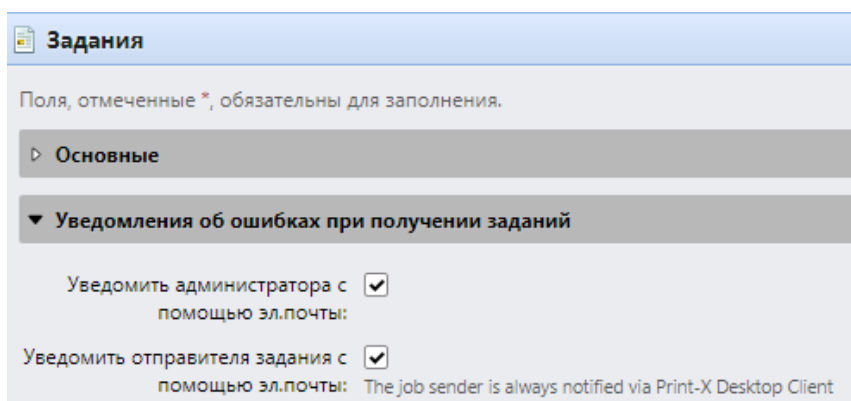 Задания
Поля, отмеченные *, обязательны для заполнения.
Основные
Уведомления об ошибках при получении заданий
Уведомить администратора с
помощью эл.почты:
Уведомить отправителя задания с
помощью эл.почты: The job sender is always notified via Print-X Desktop Client